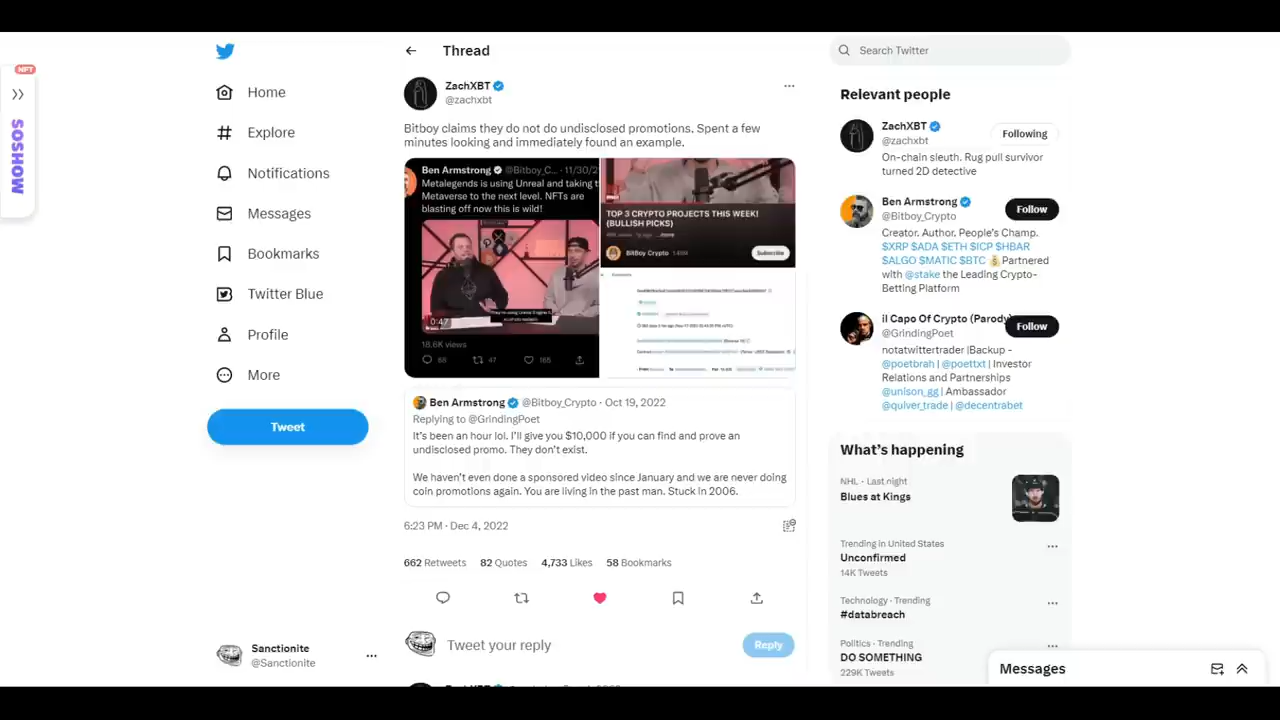 NFT
SOSHOW
Home
Explore
Notifications
Messages
Bookmarks
Twitter Blue
Profile
More
Tweet
Sanctionite
@Sanctionite
Thread
ZachXBT
@zachxbt
Bitboy claims they do not do undisclosed promotions. Spent a few
minutes looking and immediately found an example.
Ben Armstrong @Bitboy_C... · 11/30/2
Metalegends is using Unreal and taking t
Metaverse to the next level. NFTs are
blasting off now this is wild!
0:47
18.6K views
68 47 165
TOP 3 CRYPTO PROJECTS THIS WEEK!
(BULLISH PICKS)
BitBoy Crypto
Subscribe
Ben Armstrong @Bitboy_Crypto · Oct 19, 2022
Replying to @GrindingPoet
It's been an hour lol. I'll give you $10,000 if you can find and prove an
undisclosed promo. They don't exist.
We haven't even done a sponsored video since January and we are never doing
coin promotions again. You are living in the past man. Stuck in 2006.
6:23 PM · Dec 4, 2022
662 Retweets 82 Quotes 4,733 Likes 58 Bookmarks
Tweet your reply
Reply
Search Twitter
Relevant people
ZachXBT
@zachxbt
Following
On-chain sleuth. Rug pull survivor
turned 2D detective
Ben Armstrong
@Bitboy_Crypto
Follow
Creator. Author. People's Champ.
$XRP $ADA $ETH $ICP $HBAR
$ALGO $MATIC $BTC 💰Partnered
with @stake the Leading Crypto-
Betting Platform
il Capo Of Crypto (Parody)
@GrindingPoet
Follow
notatwittertrader |Backup -
@poetbrah | @poettxt | Investor
Relations and Partnerships
@unison_gg | Ambassador
@quiver_trade | @decentrabet
What's happening
NHL · Last night
Blues at Kings
Trending in United States
Unconfirmed
14K Tweets
Technology · Trending
#databreach
Politics · Trending
DO SOMETHING
229K Tweets
Messages